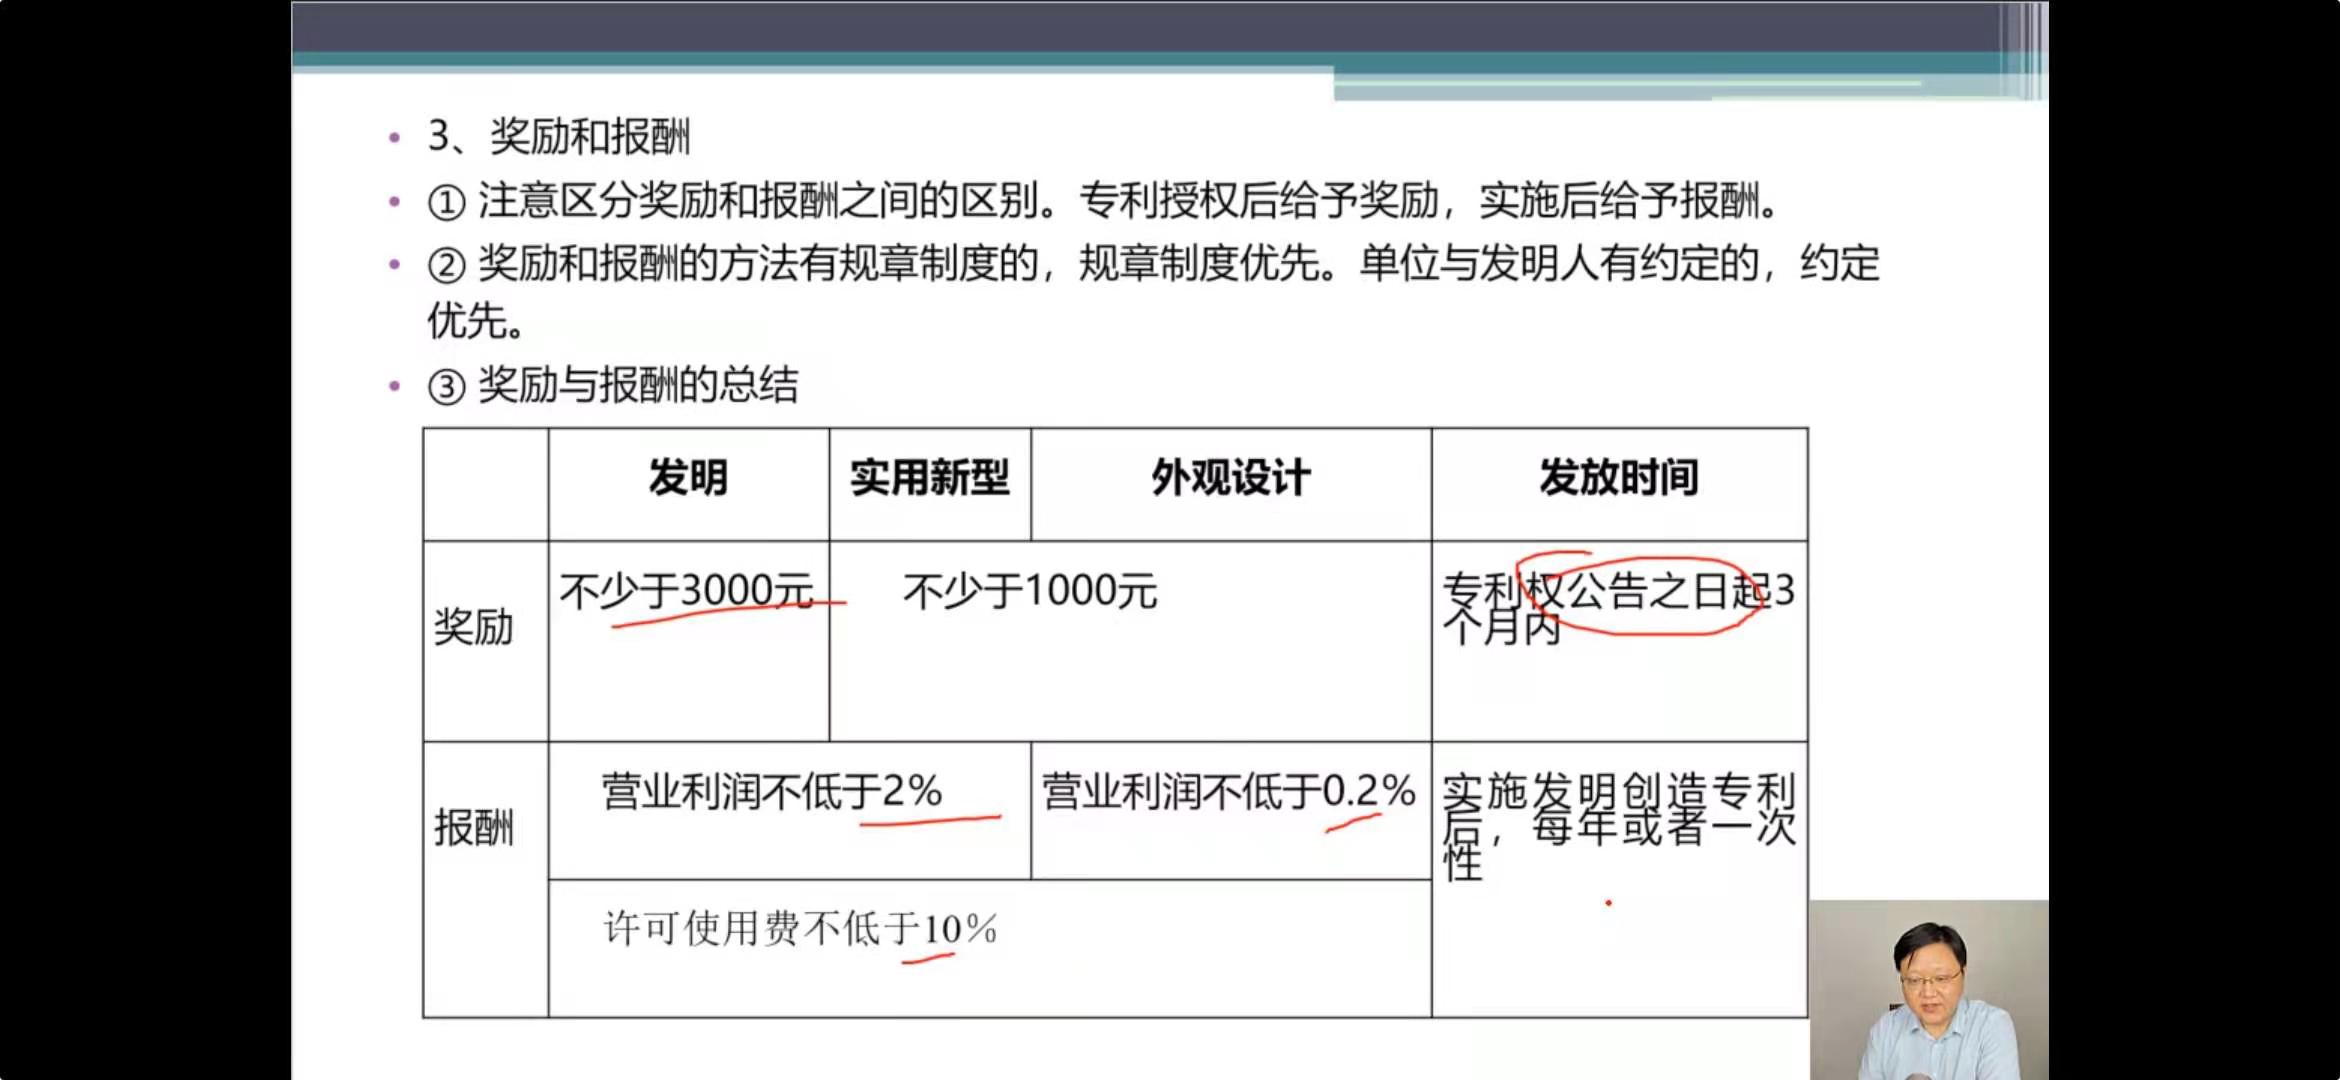 3、奖励和报酬
① 注意区分奖励和报酬之间的区别。专利授权后给予奖励，实施后给予报酬。
② 奖励和报酬的方法有规章制度的，规章制度优先。单位与发明人有约定的，约定
优先。
③ 奖励与报酬的总结
发明 实用新型 外观设计 发放时间
奖励 不少于3000元 不少于1000元 专利权公告之日起3
个月内
报酬 营业利润不低于2% 营业利润不低于0.2% 实施发明创造专利
后，每年或者一次
性
许可使用费不低于10%